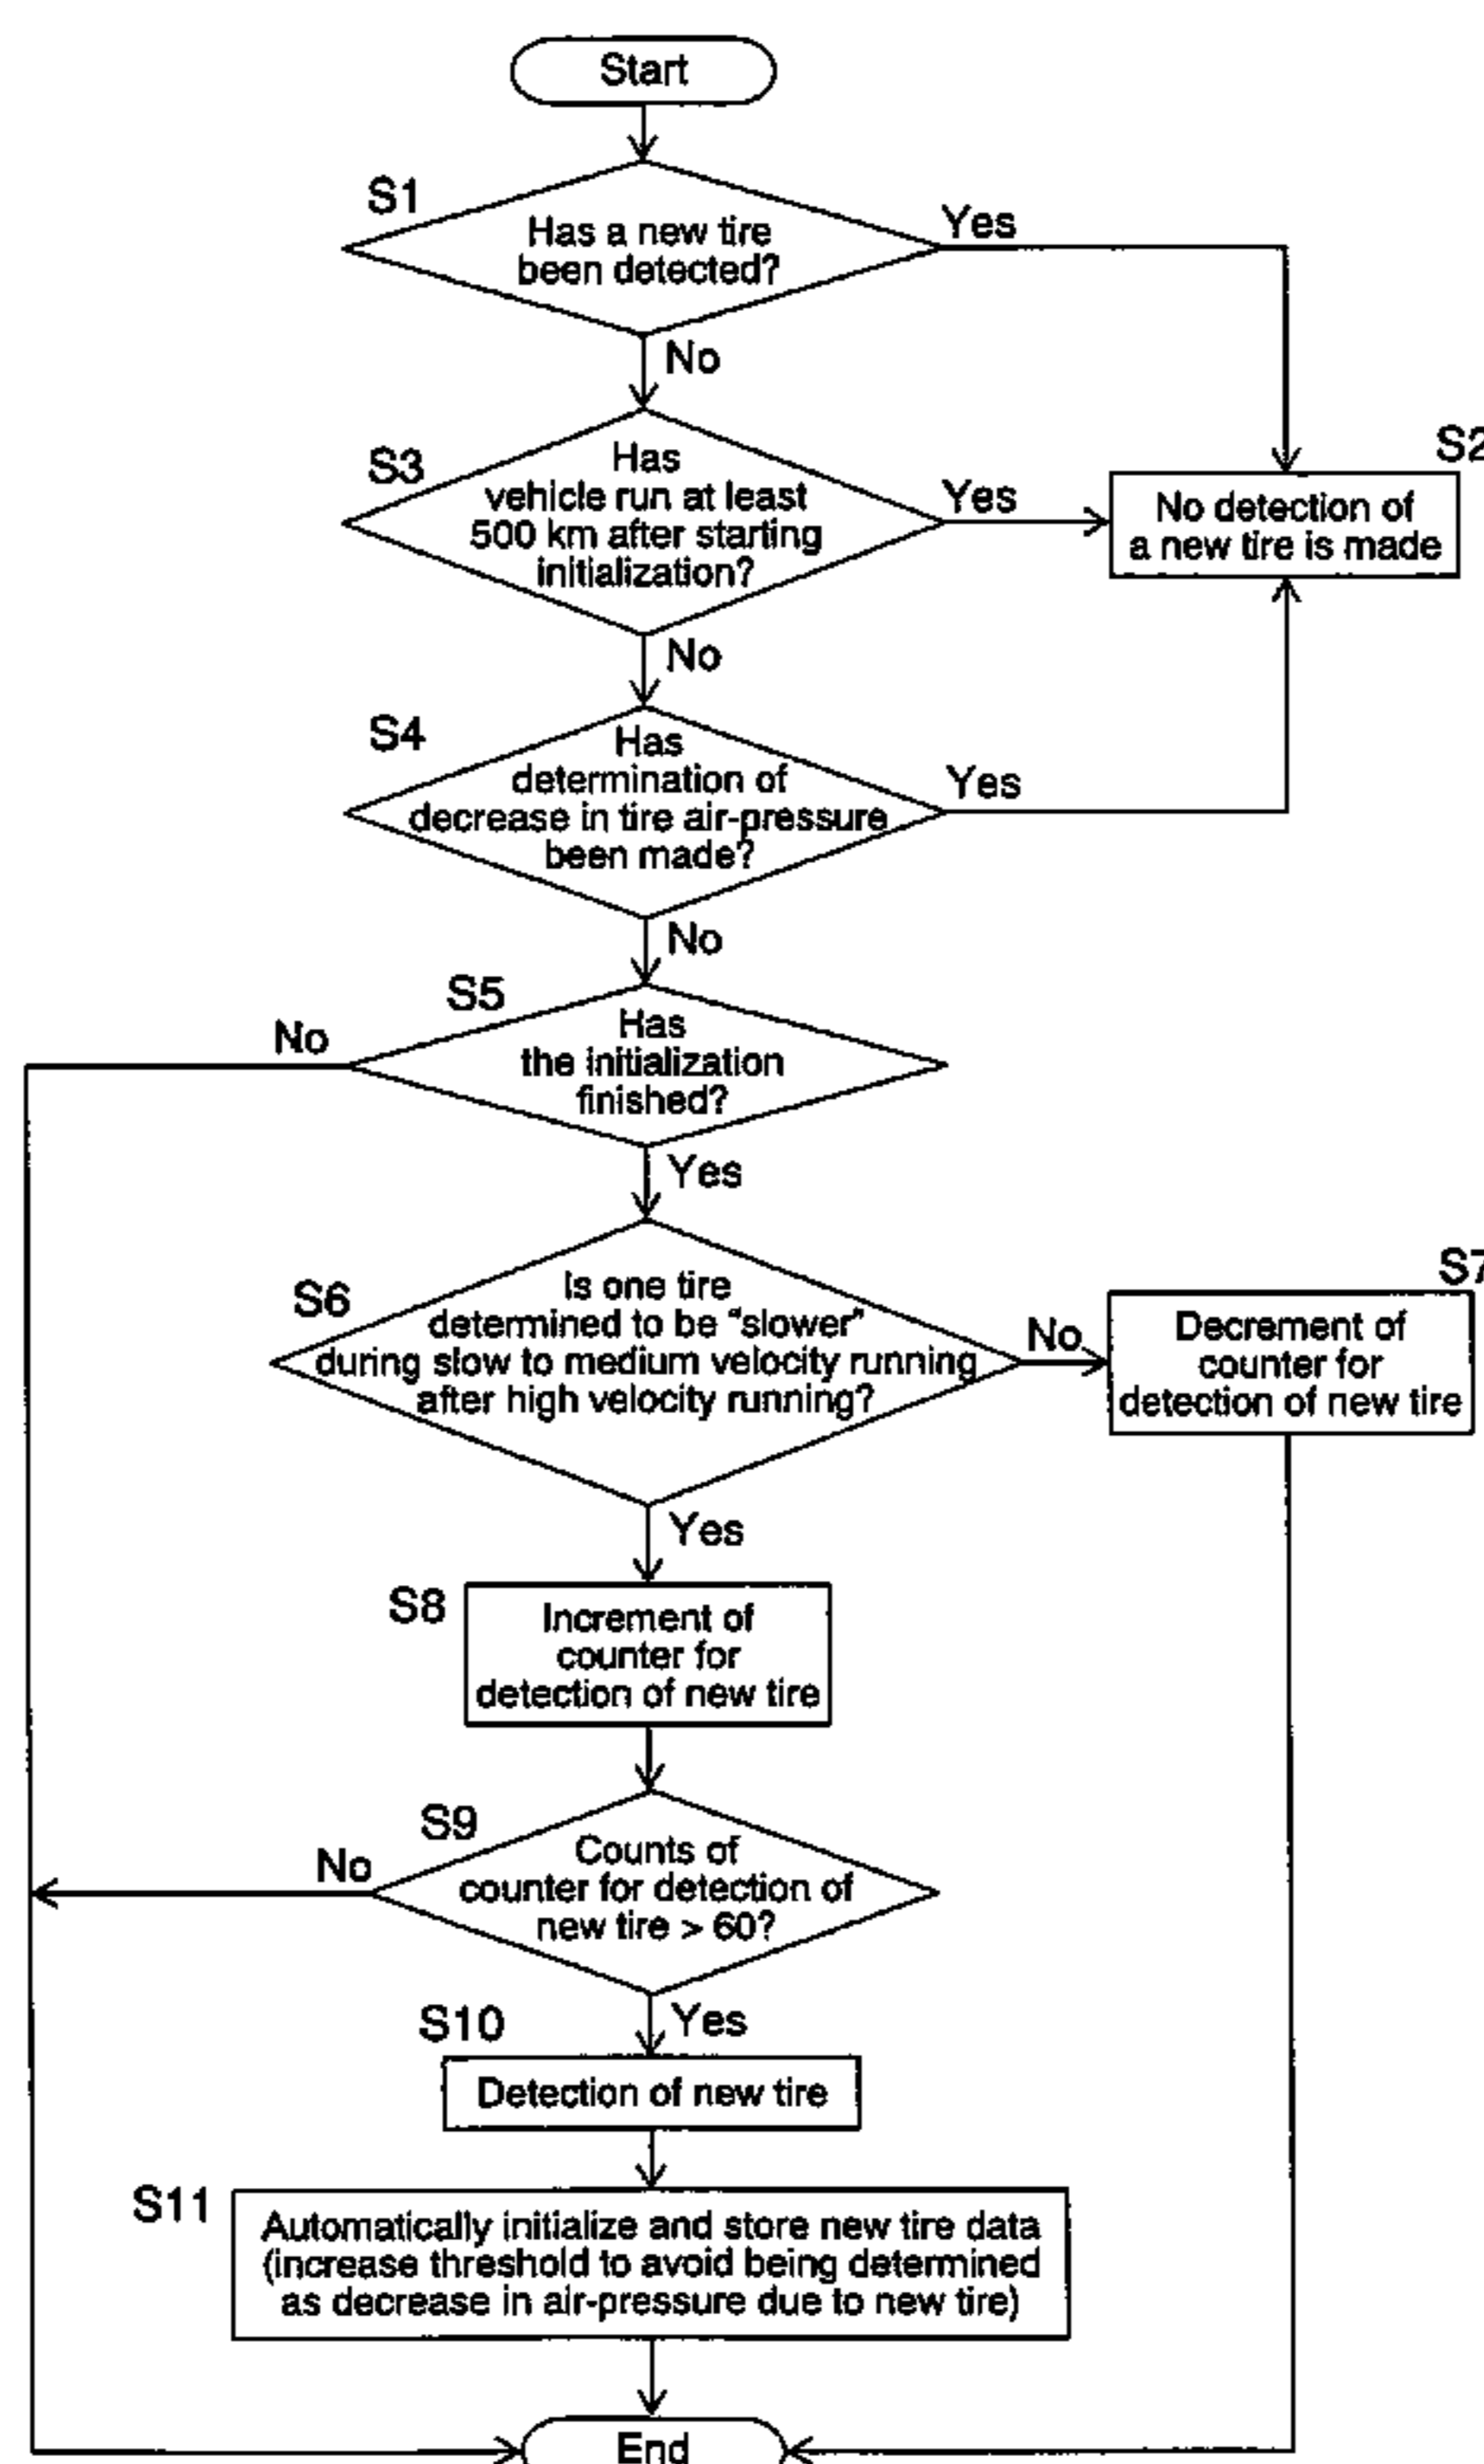 Start
S1
Has a new tire
been detected?
Yes
No
S2
No detection of
a new tire is made
S3
Has
vehicle run at least
500 km after starting
initialization?
Yes
No
S4
Has
determination of
decrease in tire air-pressure
been made?
Yes
No
S5
Has
the initialization
finished?
No
Yes
S6
Is one tire
determined to be “slower”
during slow to medium velocity running
after high velocity running?
No
Yes
S7
Decrement of
counter for
detection of new tire
S8
Increment of
counter for
detection of new tire
S9
Counts of
counter for detection of
new tire > 60?
No
Yes
S10
Detection of new tire
S11
Automatically initialize and store new tire data
(increase threshold to avoid being determined
as decrease in air-pressure due to new tire)
End